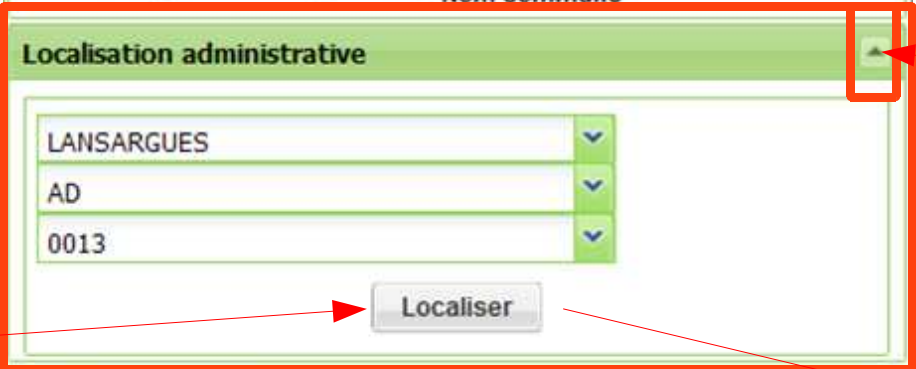 Localisation administrative
LANSARGUES
AD
0013
Localiser